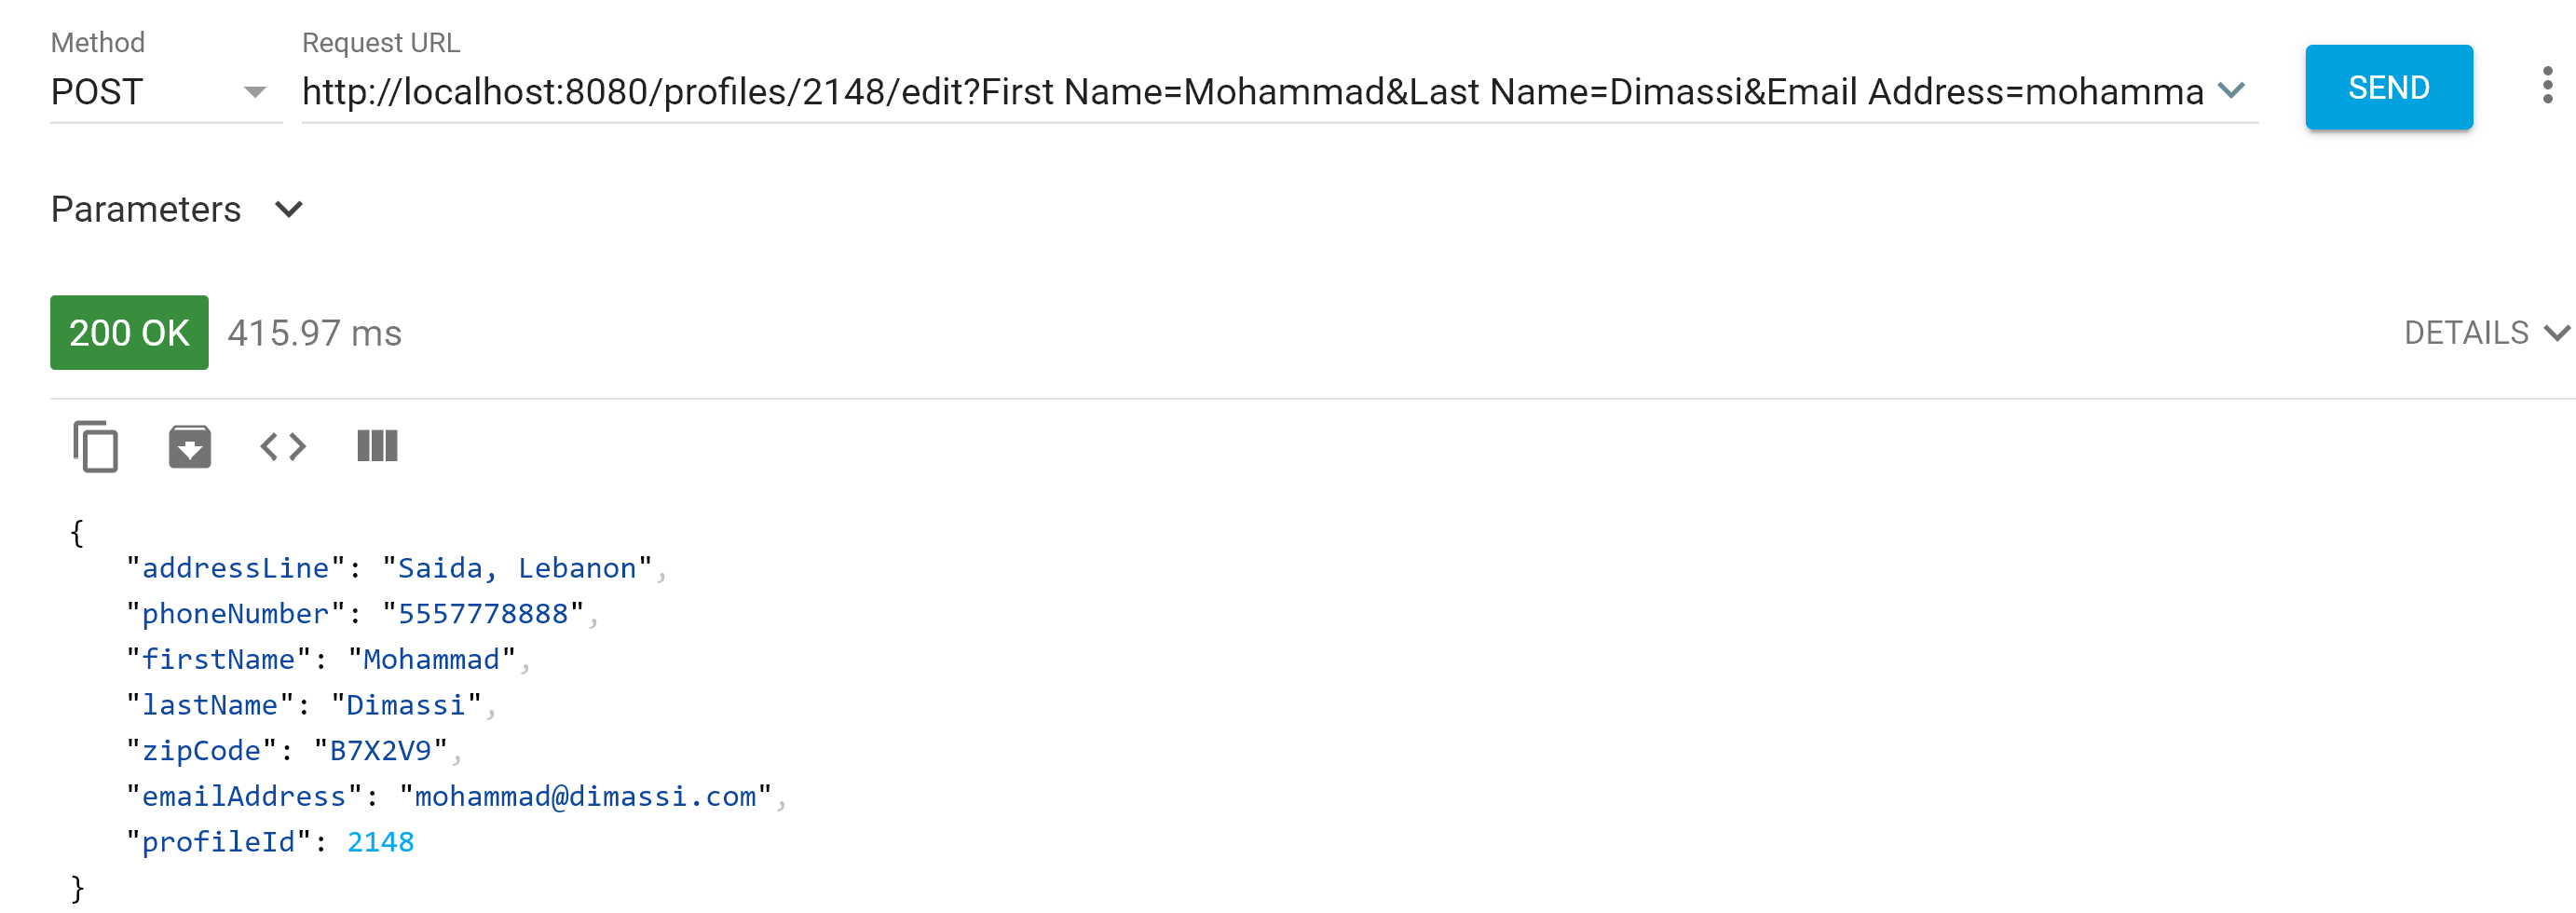 Method
Request URL
POST
http://localhost:8080/profiles/2148/edit?First Name=Mohammad&Last Name=Dimassi&Email Address=mohamma
SEND
Parameters
200 OK 415.97 ms
DETAILS
{
"addressLine": "Saida, Lebanon",
"phoneNumber": "5557778888",
"firstName": "Mohammad",
"lastName": "Dimassi",
"zipCode": "B7X2V9",
"emailAddress": "mohammad@dimassi.com",
"profileId": 2148
}